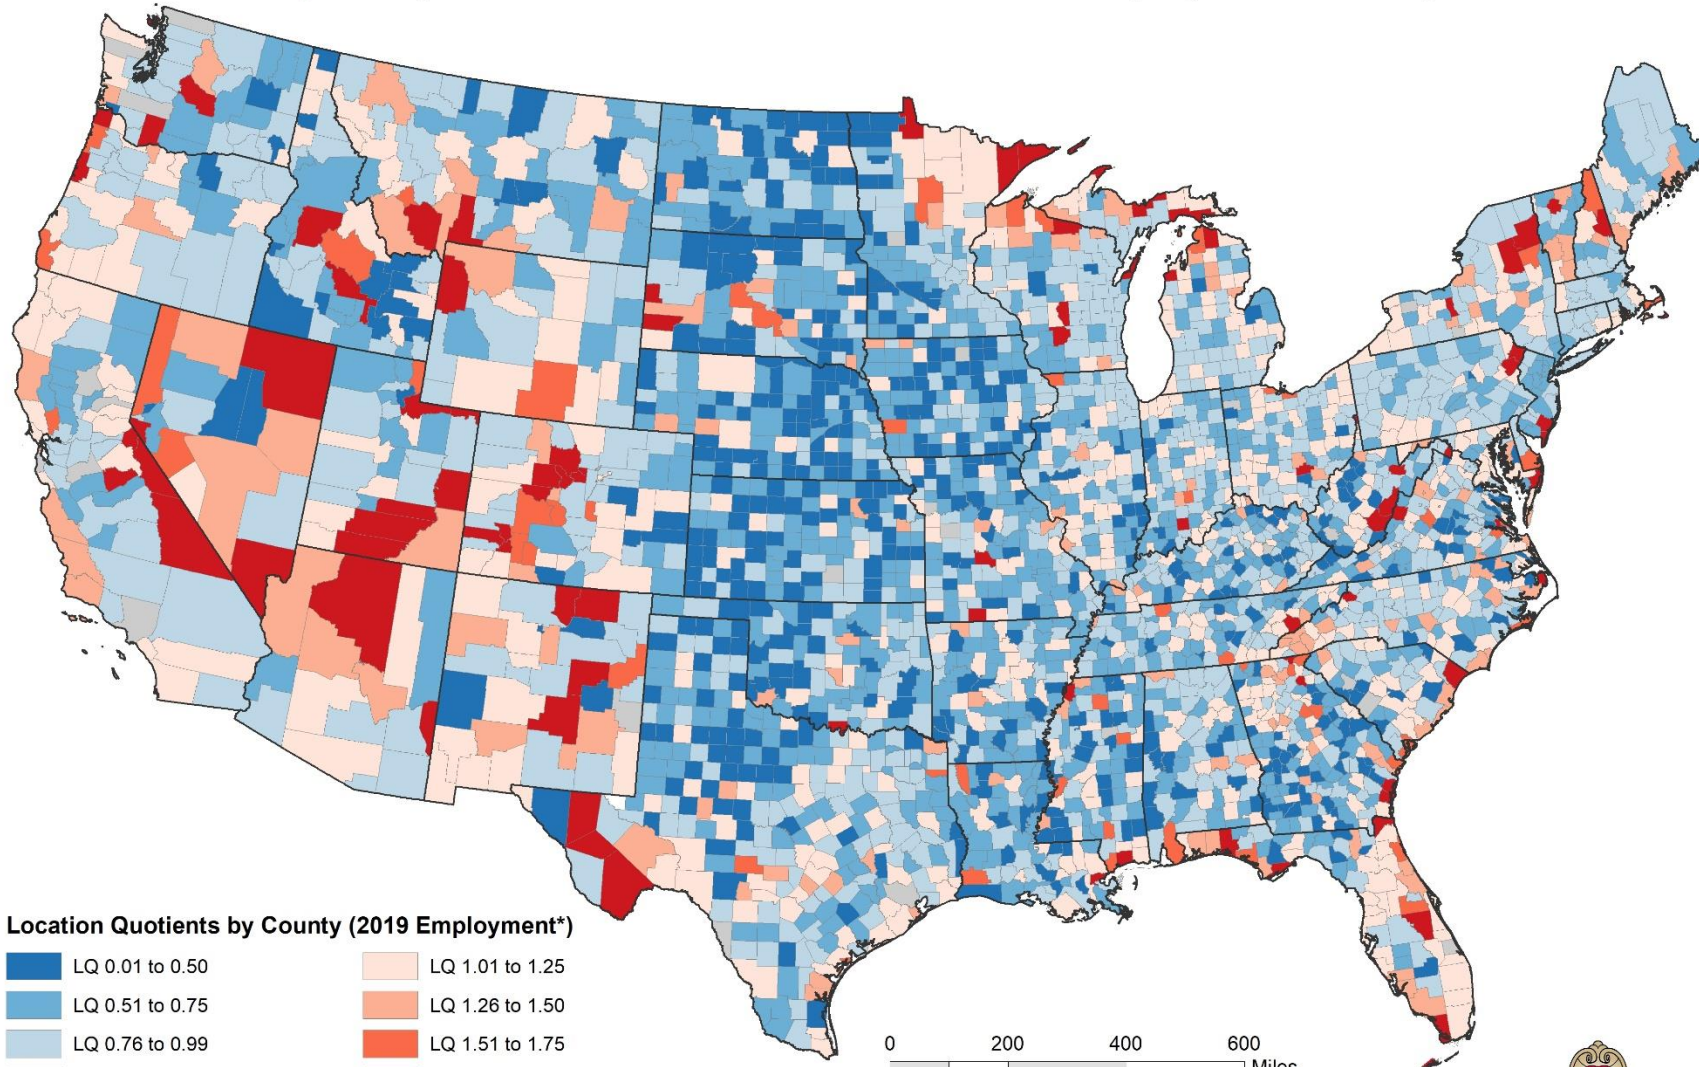 Location Quotients by County (2019 Employment*)
LQ 0.01 to 0.50
LQ 0.51 to 0.75
LQ 0.76 to 0.99
LQ 1.01 to 1.25
LQ 1.26 to 1.50
LQ 1.51 to 1.75
0 200 400 600
Miles